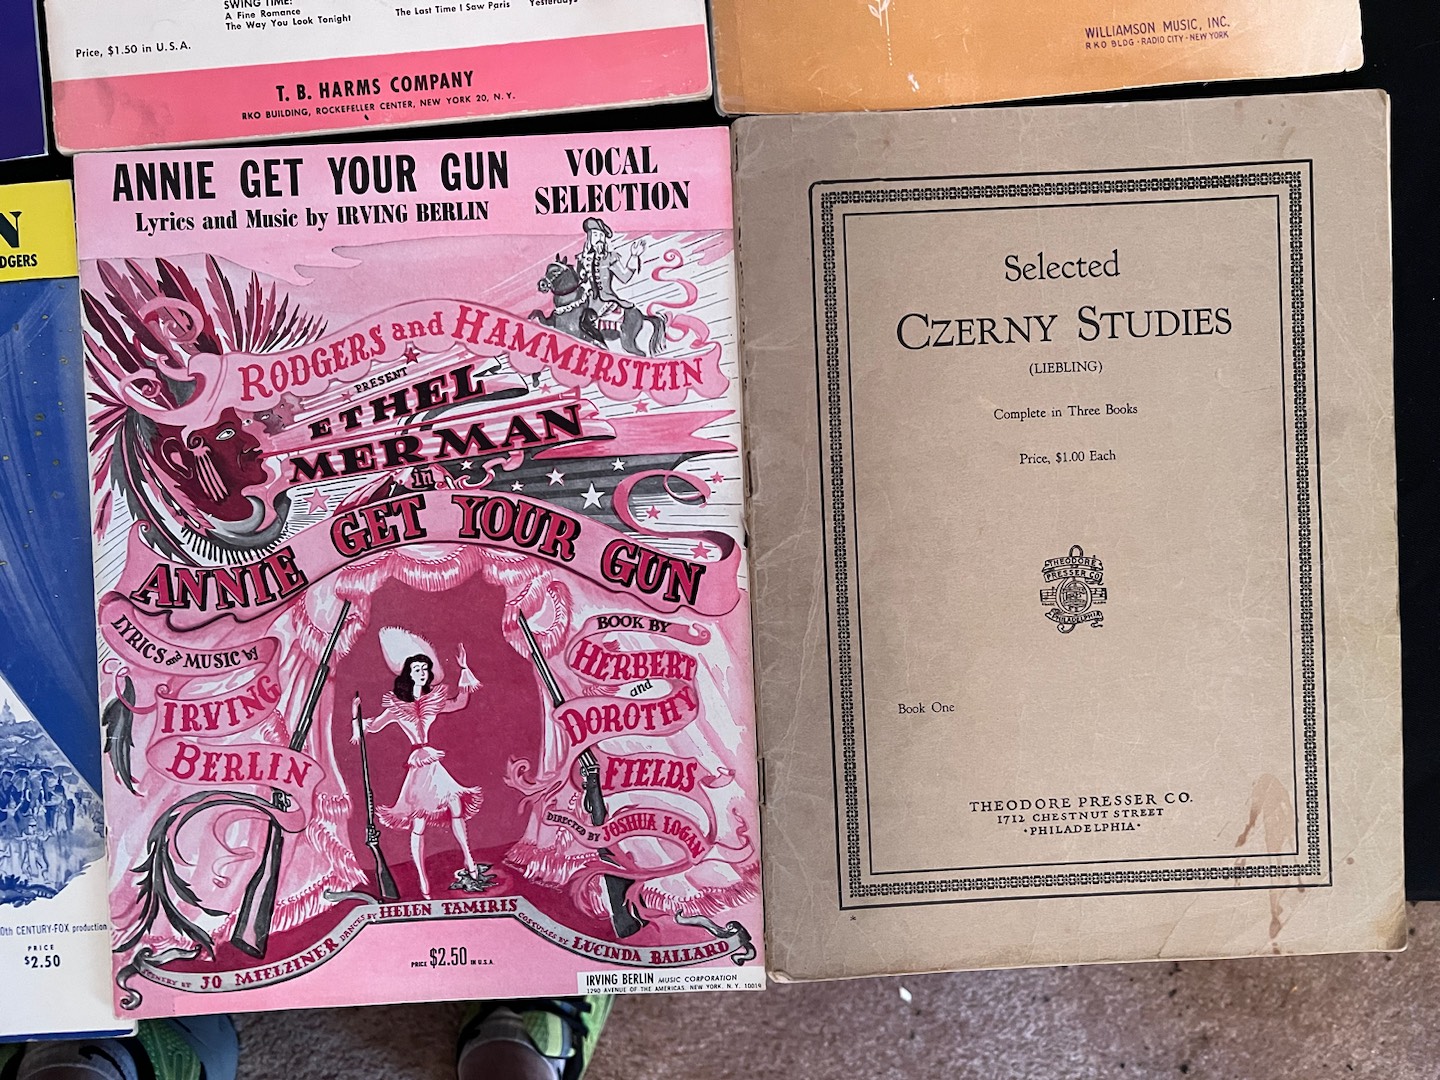 SWING TIME:
A Fine Romance
The Way You Look Tonight
The Last Time I Saw Paris
Yesterdays
Price, $1.50 in U.S.A.
T. B. HARMS COMPANY
RKO BUILDING, ROCKEFELLER CENTER, NEW YORK 20, N. Y.
WILLIAMSON MUSIC, INC.
RKO BLDG · RADIO CITY · NEW YORK
N
DGERS
0th CENTURY-FOX production
PRICE
$2.50
ANNIE GET YOUR GUN
Lyrics and Music by IRVING BERLIN
VOCAL
SELECTION
RODGERS and HAMMERSTEIN
PRESENT
ETHEL
MERMAN
in
ANNIE GET YOUR GUN
LYRICS and MUSIC by
IRVING
BERLIN
BOOK BY
HERBERT
and
DOROTHY
FIELDS
DIRECTED BY JOSHUA LOGAN
SCENERY BY JO MIELZINER DANCES BY HELEN TAMIRIS COSTUMES BY LUCINDA BALLARD
PRICE $2.50 IN U.S.A.
IRVING BERLIN MUSIC CORPORATION
1290 AVENUE OF THE AMERICAS, NEW YORK, N. Y. 10019
Selected
CZERNY STUDIES
(LIEBLING)
Complete in Three Books
Price, $1.00 Each
THEODORE
PRESSER CO.
PHILADELPHIA
Book One
THEODORE PRESSER CO.
1712 CHESTNUT STREET
·PHILADELPHIA·
*